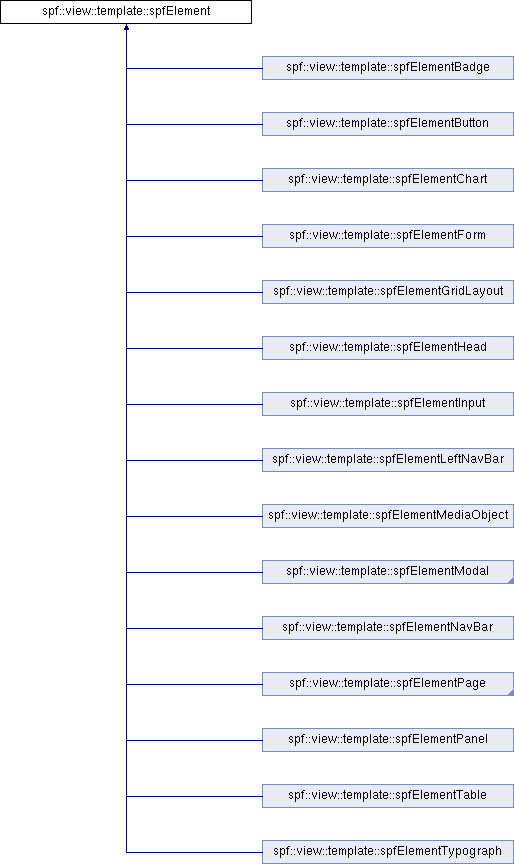 spf::view::template::spfElement
spf::view::template::spfElementBadge
spf::view::template::spfElementButton
spf::view::template::spfElementChart
spf::view::template::spfElementForm
spf::view::template::spfElementGridLayout
spf::view::template::spfElementHead
spf::view::template::spfElementInput
spf::view::template::spfElementLeftNavBar
spf::view::template::spfElementMediaObject
spf::view::template::spfElementModal
spf::view::template::spfElementNavBar
spf::view::template::spfElementPage
spf::view::template::spfElementPanel
spf::view::template::spfElementTable
spf::view::template::spfElementTypograph